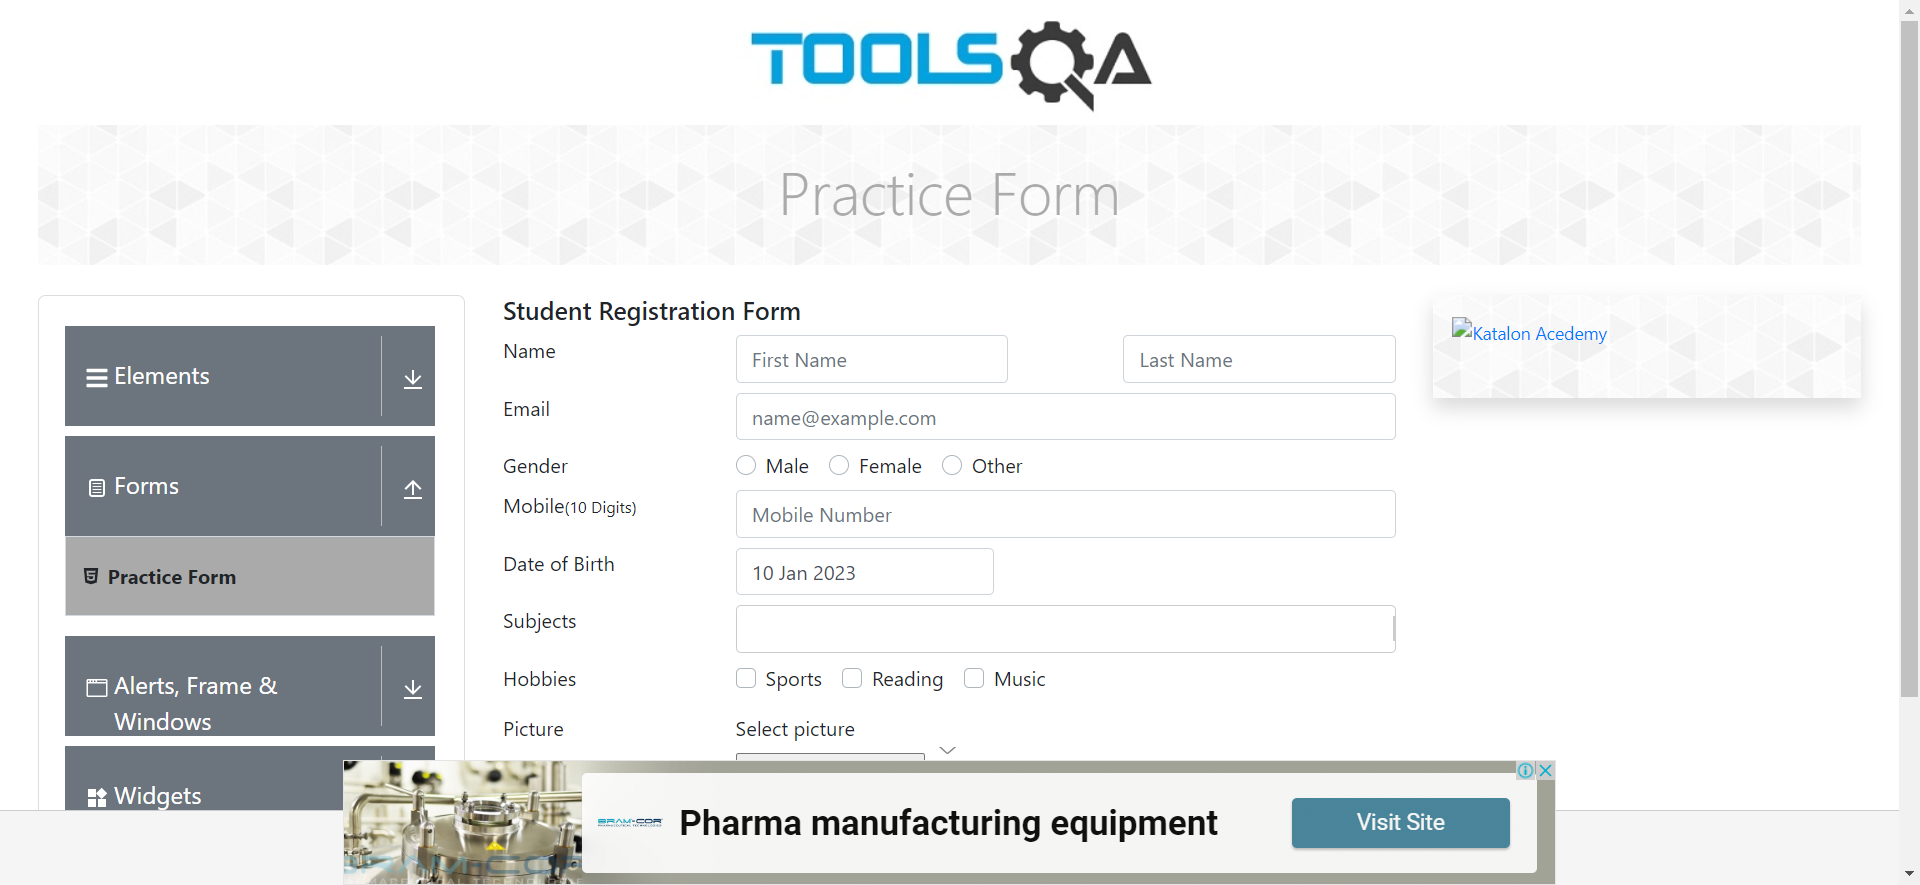 TOOLSQA
Practice Form
Elements
Forms
Practice Form
Alerts, Frame &
Windows
Widgets
Student Registration Form
Name First Name Last Name
Email name@example.com
Gender Male Female Other
Mobile(10 Digits) Mobile Number
Date of Birth 10 Jan 2023
Subjects
Hobbies Sports Reading Music
Picture Select picture
Katalon Acedemy
BRAM-COR
Pharma manufacturing equipment
Visit Site